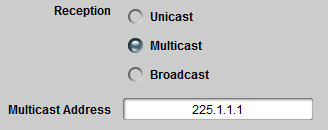 Reception Unicast
Multicast
Broadcast
Multicast Address 225.1.1.1